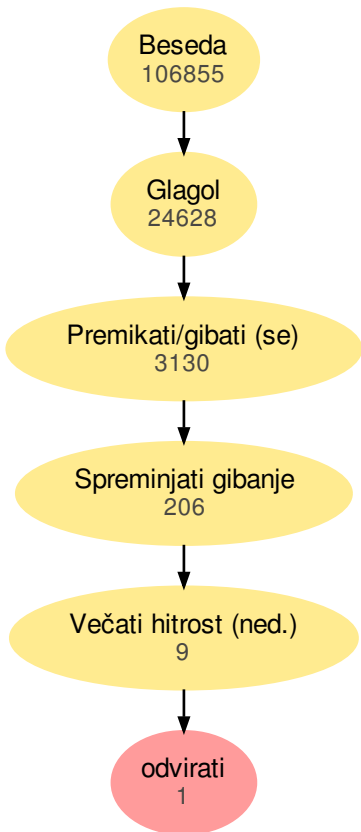 Beseda
106855
Glagol
24628
Premikati/gibati (se)
3130
Spreminjati gibanje
206
Večati hitrost (ned.)
9
odvirati
1